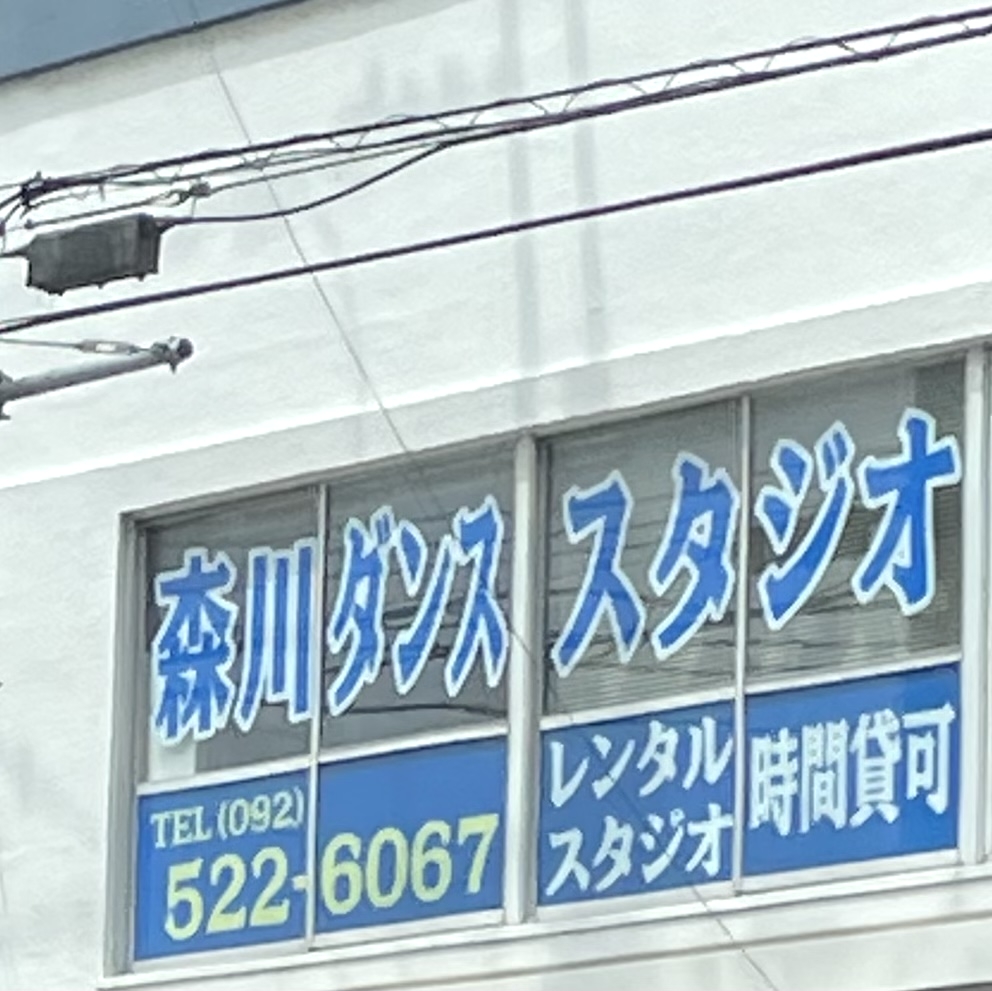 森川ダンススタジオ
TEL(092)
522-6067
レンタル
スタジオ
時間貸可